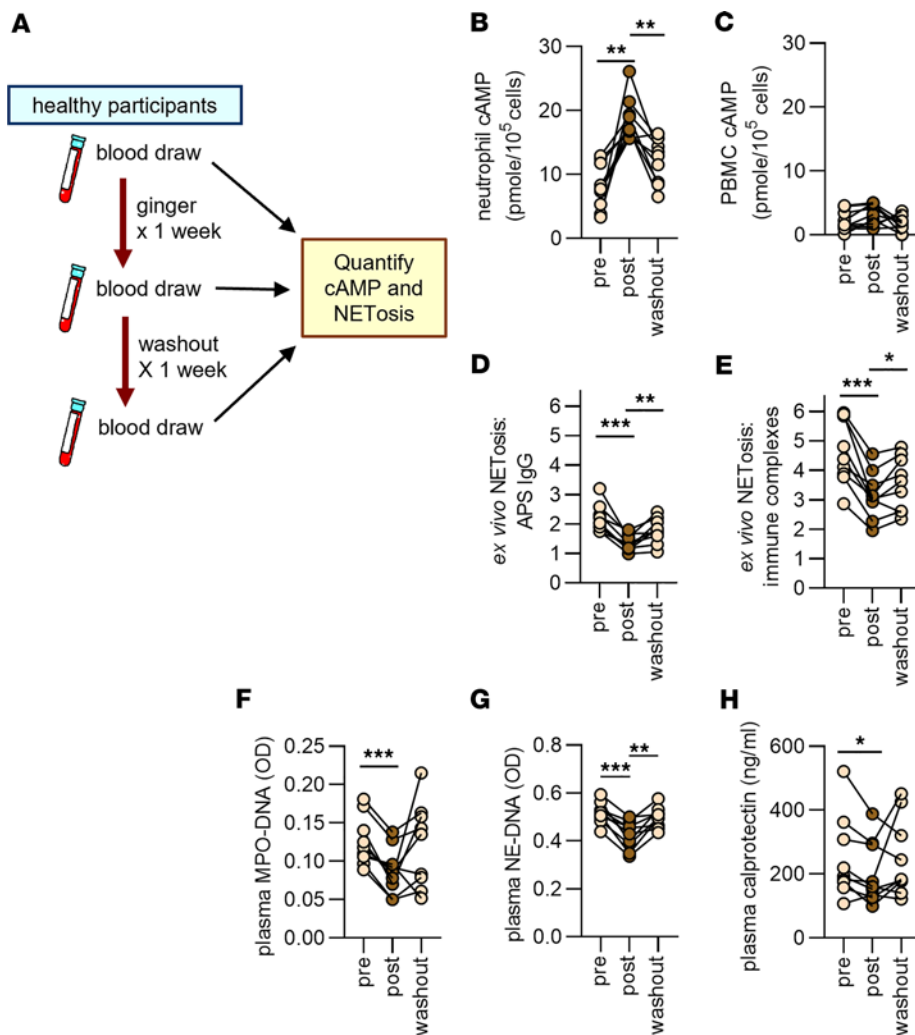 A
healthy participants
blood draw
ginger
x 1 week
blood draw
washout
X 1 week
blood draw
Quantify
cAMP and
NETosis
B
neutrophil cAMP
(pmole/10⁵ cells)
30
20
10
0
** **
pre post washout
C
PBMC cAMP
(pmole/10⁵ cells)
30
20
10
0
pre post washout
D
ex vivo NETosis:
APS IgG
6
5
4
3
2
1
0
*** **
pre post washout
E
ex vivo NETosis:
immune complexes
6
5
4
3
2
1
0
*** *
pre post washout
F
plasma MPO-DNA (OD)
0.25
0.20
0.15
0.10
0.05
0.00
***
pre post washout
G
plasma NE-DNA (OD)
0.8
0.6
0.4
0.2
0.0
*** **
pre post washout
H
plasma calprotectin (ng/ml)
600
400
200
0
*
pre post washout